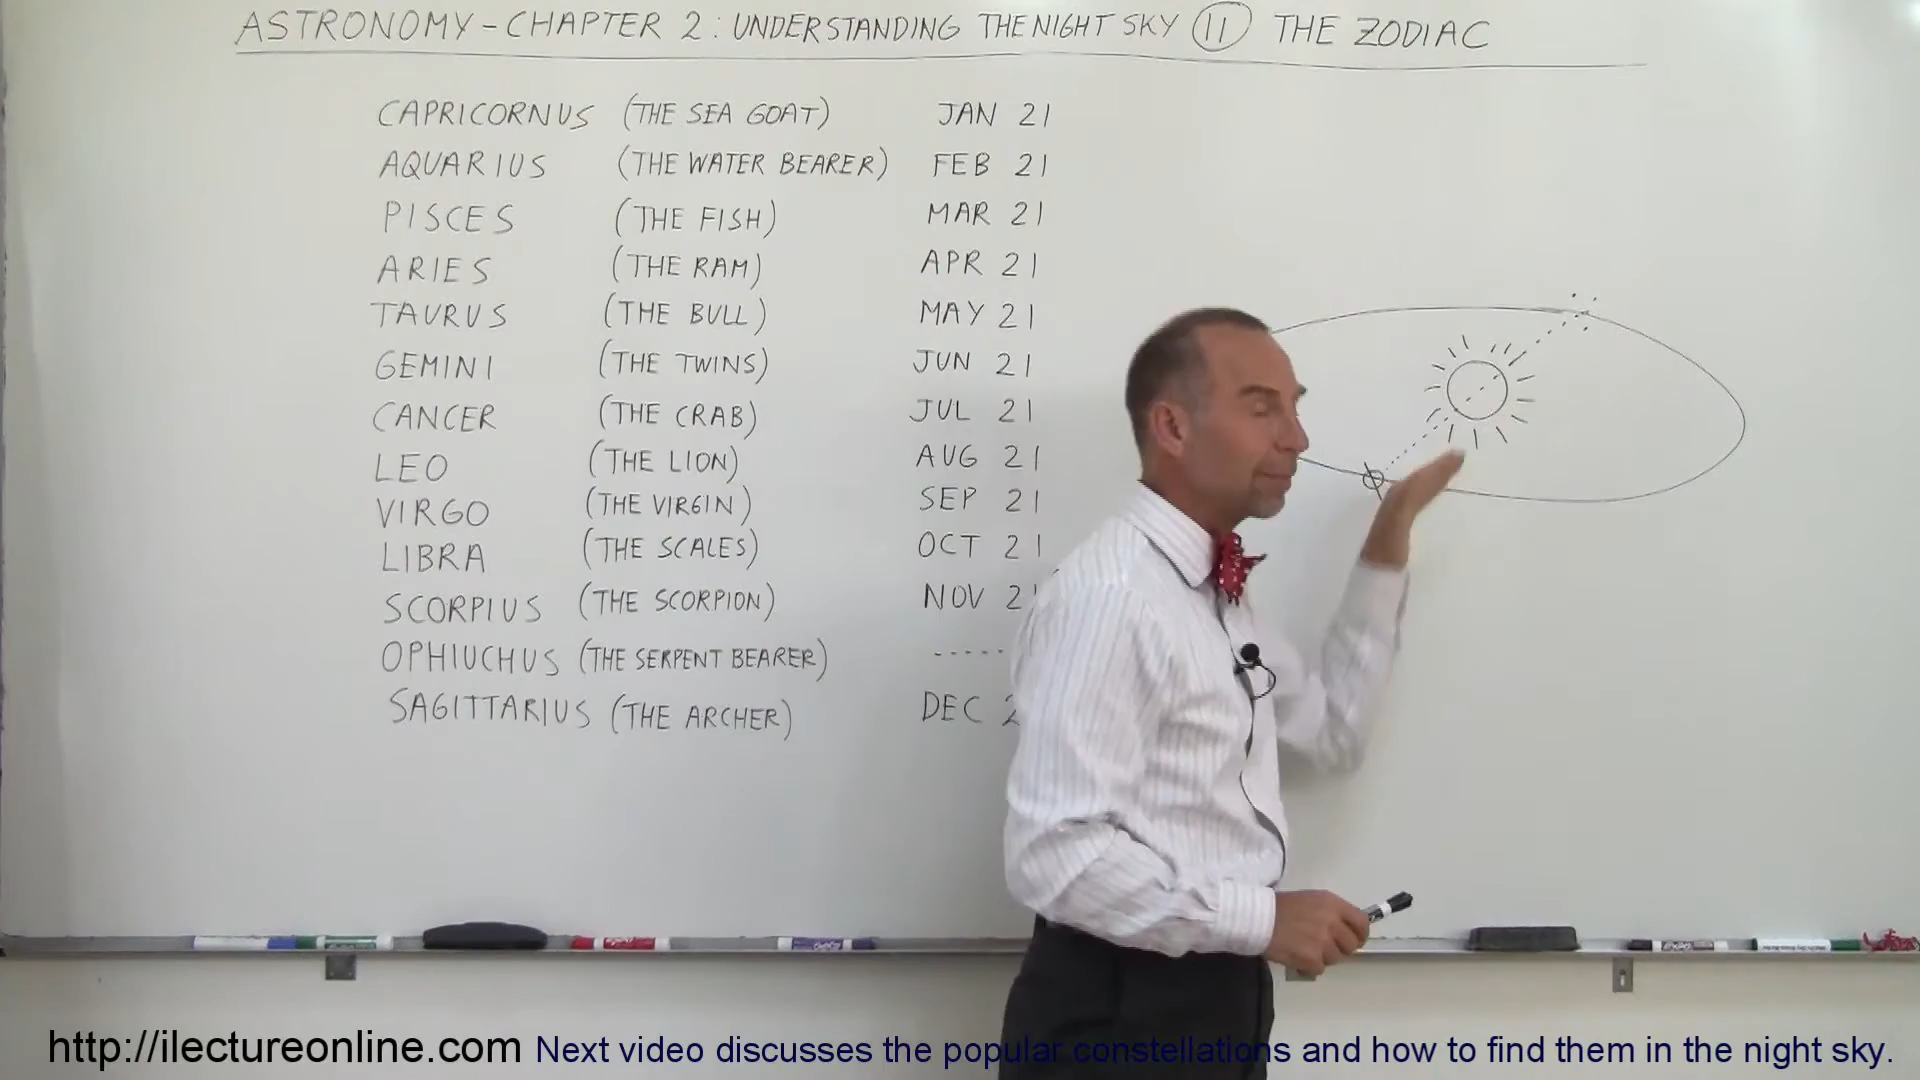 ASTRONOMY - CHAPTER 2: UNDERSTANDING THE NIGHT SKY 11 THE ZODIAC
CAPRICORNUS (THE SEA GOAT) JAN 21
AQUARIUS (THE WATER BEARER) FEB 21
PISCES (THE FISH) MAR 21
ARIES (THE RAM) APR 21
TAURUS (THE BULL) MAY 21
GEMINI (THE TWINS) JUN 21
CANCER (THE CRAB) JUL 21
LEO (THE LION) AUG 21
VIRGO (THE VIRGIN) SEP 21
LIBRA (THE SCALES) OCT 21
SCORPIUS (THE SCORPION) NOV 21
OPHIUCHUS (THE SERPENT BEARER) -----
SAGITTARIUS (THE ARCHER) DEC 2
http://ilectureonline.com Next video discusses the popular constellations and how to find them in the night sky.